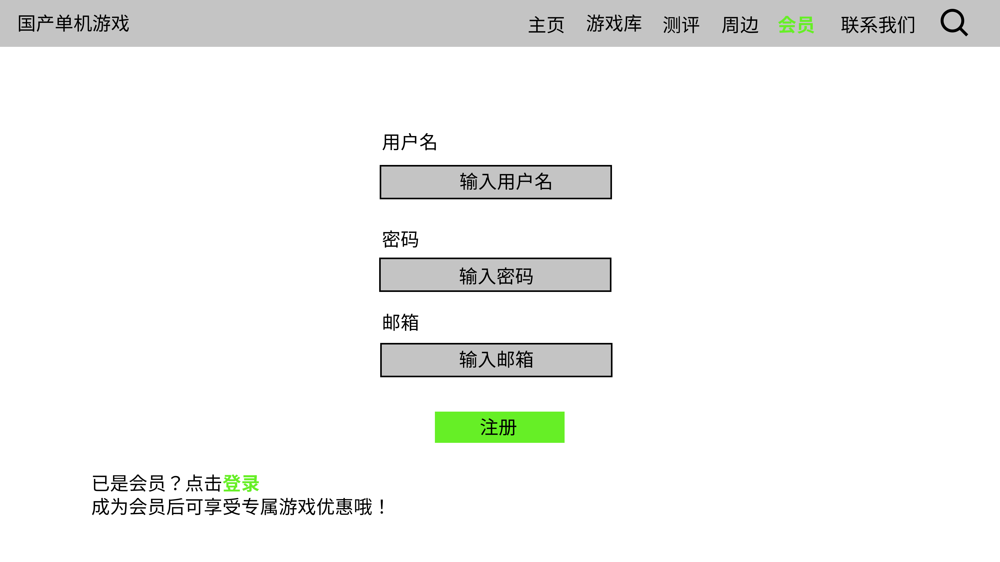 国产单机游戏
主页 游戏库 测评 周边 会员 联系我们
用户名
输入用户名
密码
输入密码
邮箱
输入邮箱
注册
已是会员？点击登录
成为会员后可享受专属游戏优惠哦！